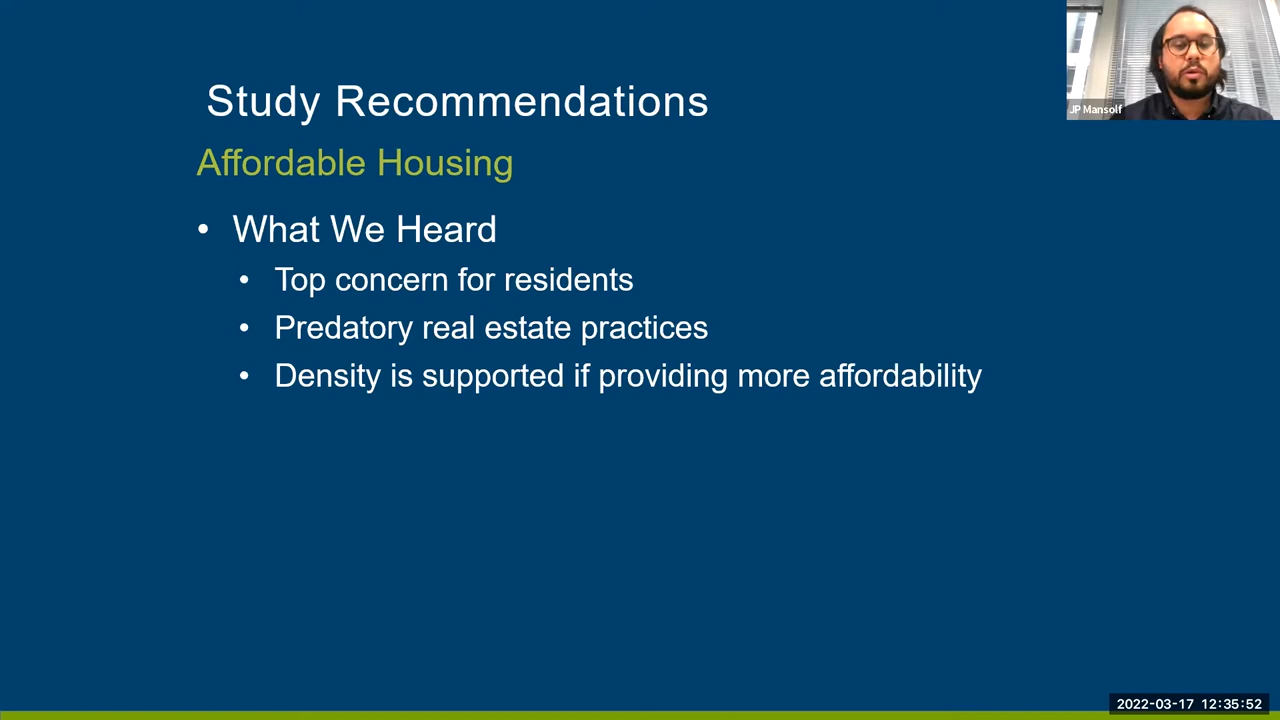 Study Recommendations
JP Mansolf
Affordable Housing
• What We Heard
• Top concern for residents
• Predatory real estate practices
• Density is supported if providing more affordability
2022-03-17 12:35:52